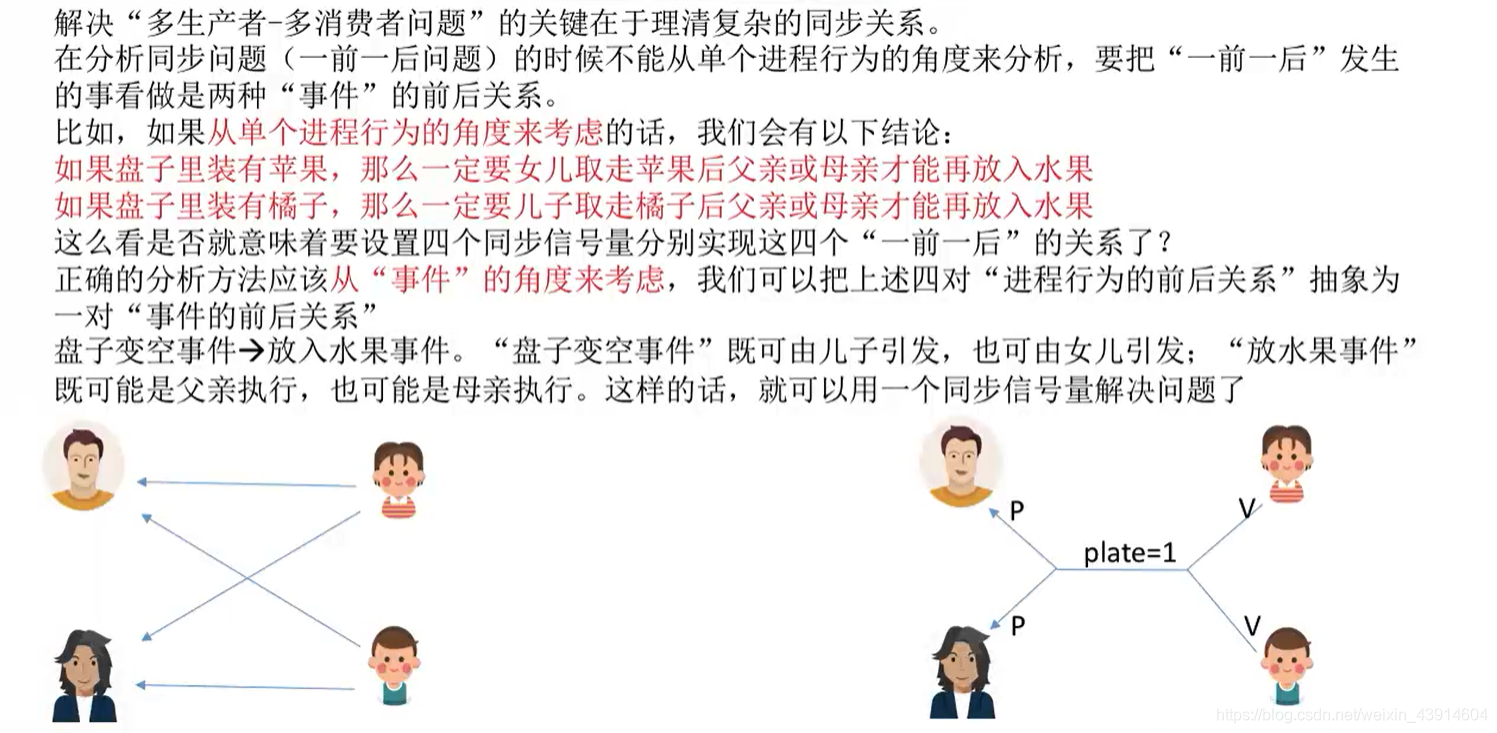 解决“多生产者-多消费者问题”的关键在于理清复杂的同步关系。
在分析同步问题（一前一后问题）的时候不能从单个进程行为的角度来分析，要把“一前一后”发生
的事看做是两种“事件”的前后关系。
比如，如果从单个进程行为的角度来考虑的话，我们会有以下结论：
如果盘子里装有苹果，那么一定要女儿取走苹果后父亲或母亲才能再放入水果
如果盘子里装有橘子，那么一定要儿子取走橘子后父亲或母亲才能再放入水果
这么看是否就意味着要设置四个同步信号量分别实现这四个“一前一后”的关系了？
正确的分析方法应该从“事件”的角度来考虑，我们可以把上述四对“进程行为的前后关系”抽象为
一对“事件的前后关系”
盘子变空事件→放入水果事件。“盘子变空事件”既可由儿子引发，也可由女儿引发；“放水果事件”
既可能是父亲执行，也可能是母亲执行。这样的话，就可以用一个同步信号量解决问题了
P
V
plate=1
P
V
https://blog.csdn.net/weixin_43914604